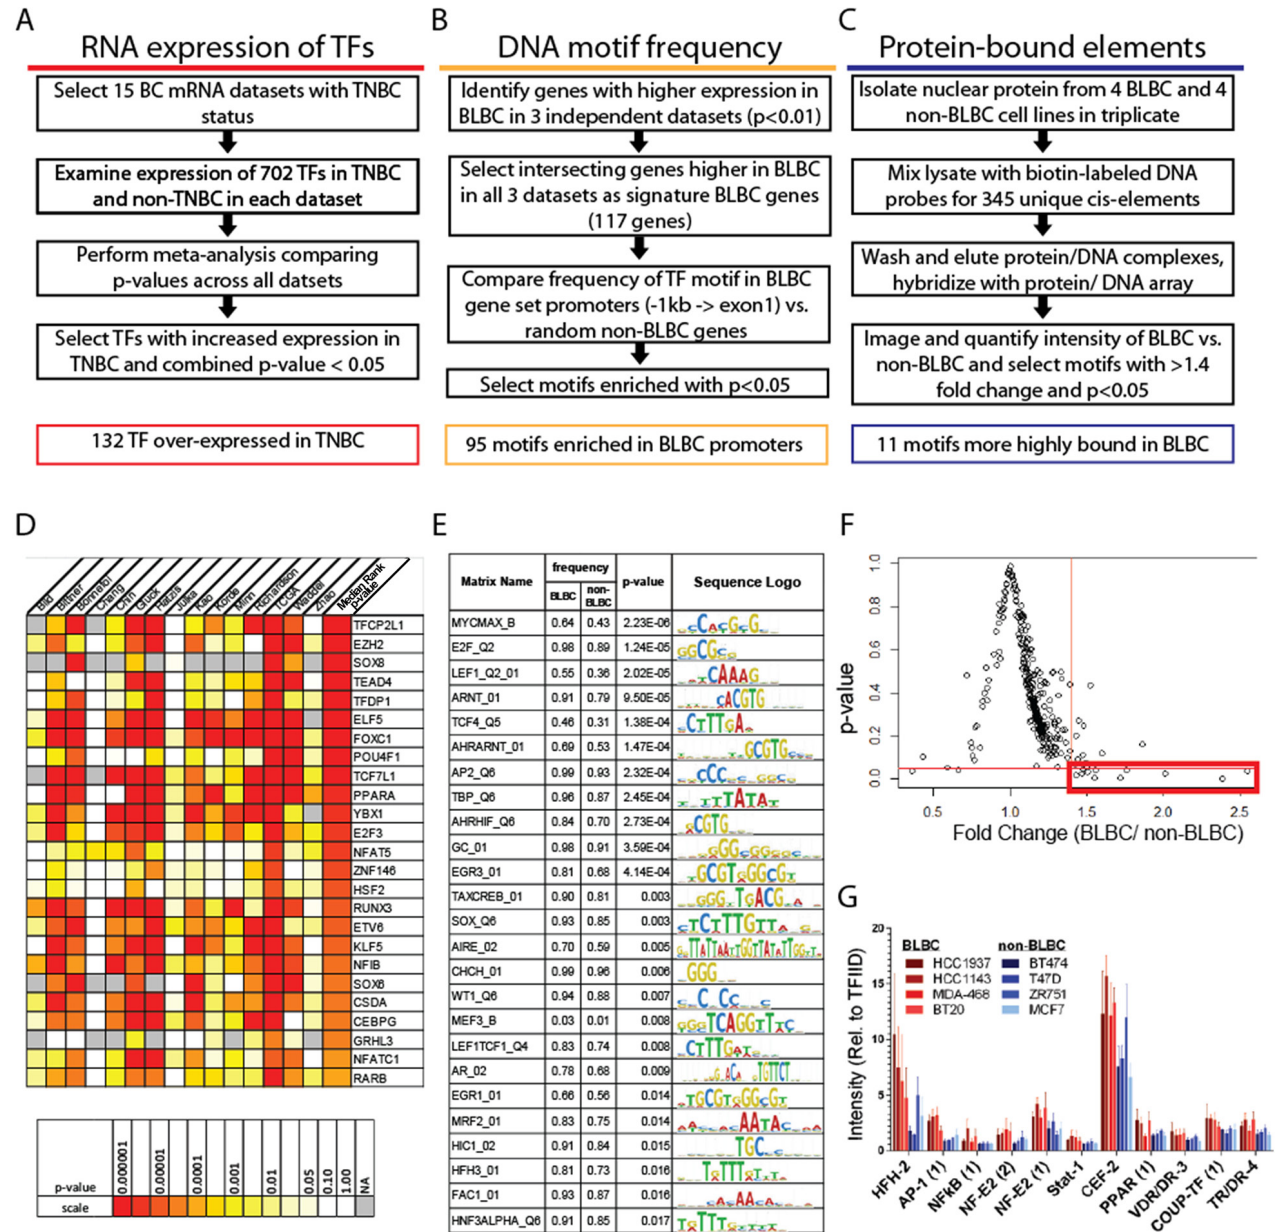 A
RNA expression of TFs
Select 15 BC mRNA datasets with TNBC
status
Examine expression of 702 TFs in TNBC
and non-TNBC in each dataset
Perform meta-analysis comparing
p-values across all datsets
Select TFs with increased expression in
TNBC and combined p-value < 0.05
132 TF over-expressed in TNBC
B
DNA motif frequency
Identify genes with higher expression in
BLBC in 3 independent datasets (p<0.01)
Select intersecting genes higher in BLBC
in all 3 datasets as signature BLBC genes
(117 genes)
Compare frequency of TF motif in BLBC
gene set promoters (-1kb -> exon1) vs.
random non-BLBC genes
Select motifs enriched with p<0.05
95 motifs enriched in BLBC promoters
C
Protein-bound elements
Isolate nuclear protein from 4 BLBC and 4
non-BLBC cell lines in triplicate
Mix lysate with biotin-labeled DNA
probes for 345 unique cis-elements
Wash and elute protein/DNA complexes,
hybridize with protein/ DNA array
Image and quantify intensity of BLBC vs.
non-BLBC and select motifs with >1.4
fold change and p<0.05
11 motifs more highly bound in BLBC
D
Bild
Bittner
Bonnefoi
Chang
Chin
Gluck
Hatzis
Julka
Kao
Korde
Minn
Richardson
TCGA
Waddell
Zhao
Median Rank
p-value
TFCP2L1
EZH2
SOX8
TEAD4
TFDP1
ELF5
FOXC1
POU4F1
TCF7L1
PPARA
YBX1
E2F3
NFAT5
ZNF146
HSF2
RUNX3
ETV6
KLF5
NFIB
SOX6
CSDA
CEBPG
GRHL3
NFATC1
RARB
p-value 0.000001 0.00001 0.0001 0.001 0.01 0.05 0.10 1.00 NA
scale
E
Matrix Name frequency p-value Sequence Logo
BLBC non-BLBC
MYCMAX_B 0.64 0.43 2.23E-06
E2F_Q2 0.98 0.89 1.24E-05
LEF1_Q2_01 0.55 0.36 2.02E-05
ARNT_01 0.91 0.79 9.50E-05
TCF4_Q5 0.46 0.31 1.38E-04
AHRARNT_01 0.69 0.53 1.47E-04
AP2_Q6 0.99 0.93 2.32E-04
TBP_Q6 0.96 0.87 2.45E-04
AHRHIF_Q6 0.84 0.70 2.73E-04
GC_01 0.98 0.91 3.59E-04
EGR3_01 0.81 0.68 4.14E-04
TAXCREB_01 0.90 0.81 0.003
SOX_Q6 0.93 0.85 0.003
AIRE_02 0.70 0.59 0.005
CHCH_01 0.99 0.96 0.006
WT1_Q6 0.94 0.88 0.007
MEF3_B 0.03 0.01 0.008
LEF1TCF1_Q4 0.83 0.74 0.008
AR_02 0.78 0.68 0.009
EGR1_01 0.66 0.56 0.014
MRF2_01 0.83 0.75 0.014
HIC1_02 0.91 0.84 0.015
HFH3_01 0.81 0.73 0.016
FAC1_01 0.93 0.87 0.016
HNF3ALPHA_Q6 0.91 0.85 0.017
F
p-value
1.0
0.8
0.6
0.4
0.2
0.0
0.5 1.0 1.5 2.0 2.5
Fold Change (BLBC/ non-BLBC)
G
Intensity (Rel. to TFIID)
20
15
10
5
0
BLBC non-BLBC
HCC1937 BT474
HCC1143 T47D
MDA-468 ZR751
BT20 MCF7
HFH-2
AP-1 (1)
NFkB (1)
NF-E2 (2)
NF-E2 (1)
Stat-1
CEF-2
PPAR (1)
VDR/DR-3
COUP-TF (1)
TR/DR-4